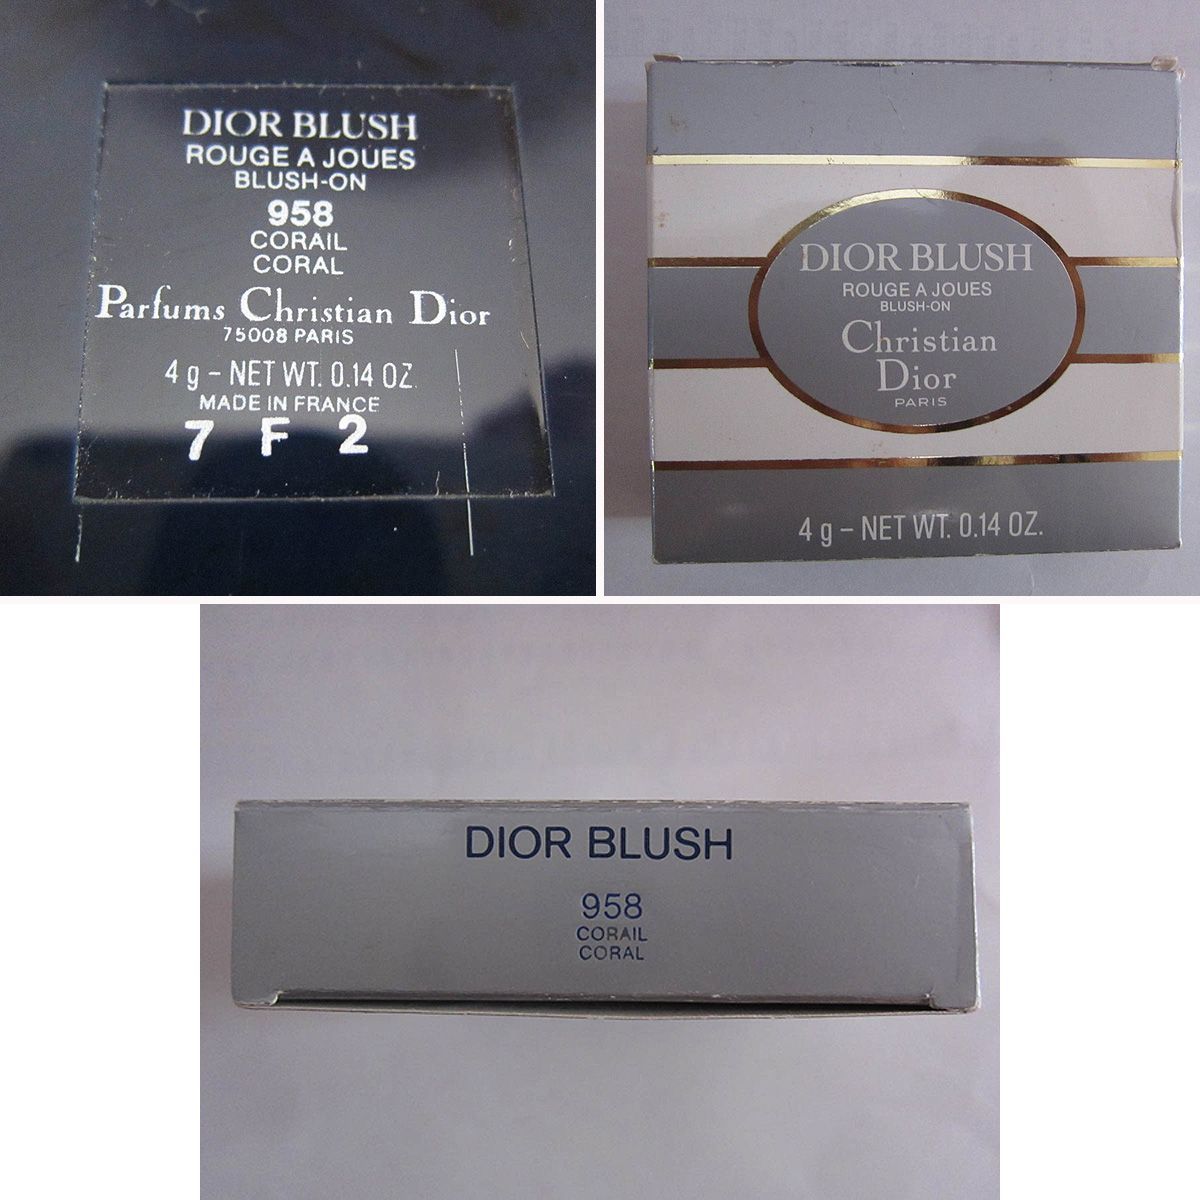 DIOR BLUSH
ROUGE A JOUES
BLUSH-ON
958
CORAIL
CORAL
Parfums Christian Dior
75008 PARIS
4 g – NET WT. 0.14 OZ.
MADE IN FRANCE
7 F 2
DIOR BLUSH
ROUGE A JOUES
BLUSH-ON
Christian
Dior
PARIS
4 g – NET WT. 0.14 OZ.
DIOR BLUSH
958
CORAIL
CORAL